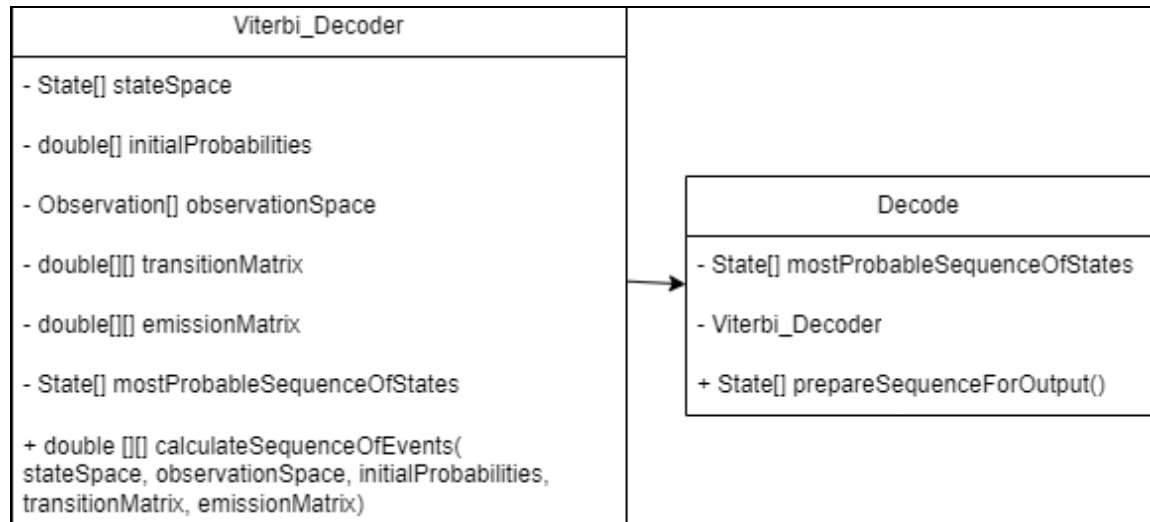 Viterbi_Decoder
- State[] stateSpace
- double[] initialProbabilities
- Observation[] observationSpace
- double[][] transitionMatrix
- double[][] emissionMatrix
- State[] mostProbableSequenceOfStates
+ double [][] calculateSequenceOfEvents(
stateSpace, observationSpace, initialProbabilities,
transitionMatrix, emissionMatrix)
Decode
- State[] mostProbableSequenceOfStates
- Viterbi_Decoder
+ State[] prepareSequenceForOutput()